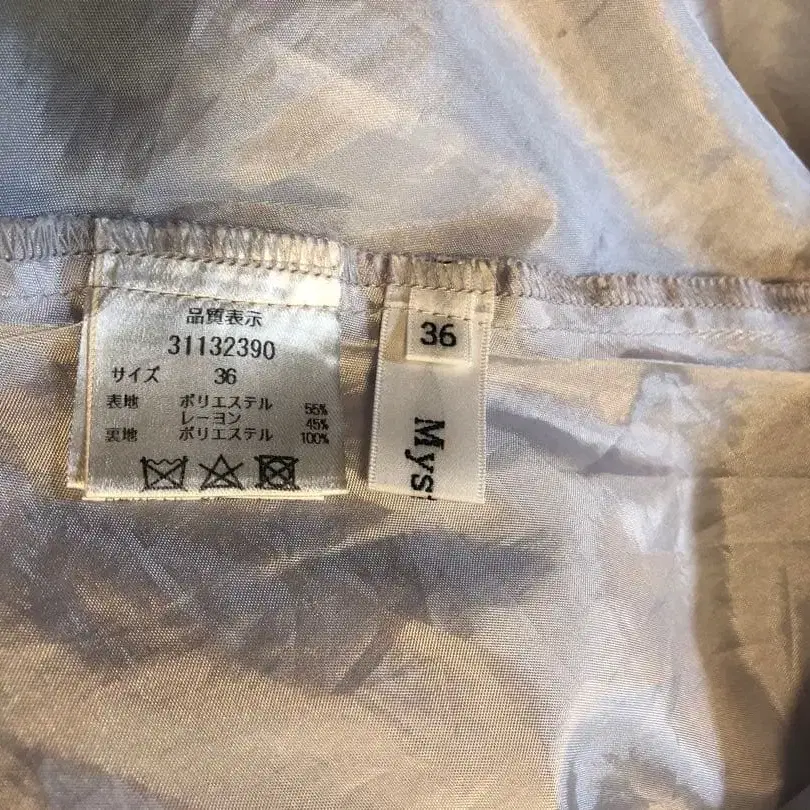 品質表示
31132390
サイズ 36
表地 ポリエステル 55%
レーヨン 45%
裏地 ポリエステル 100%
36
Myst